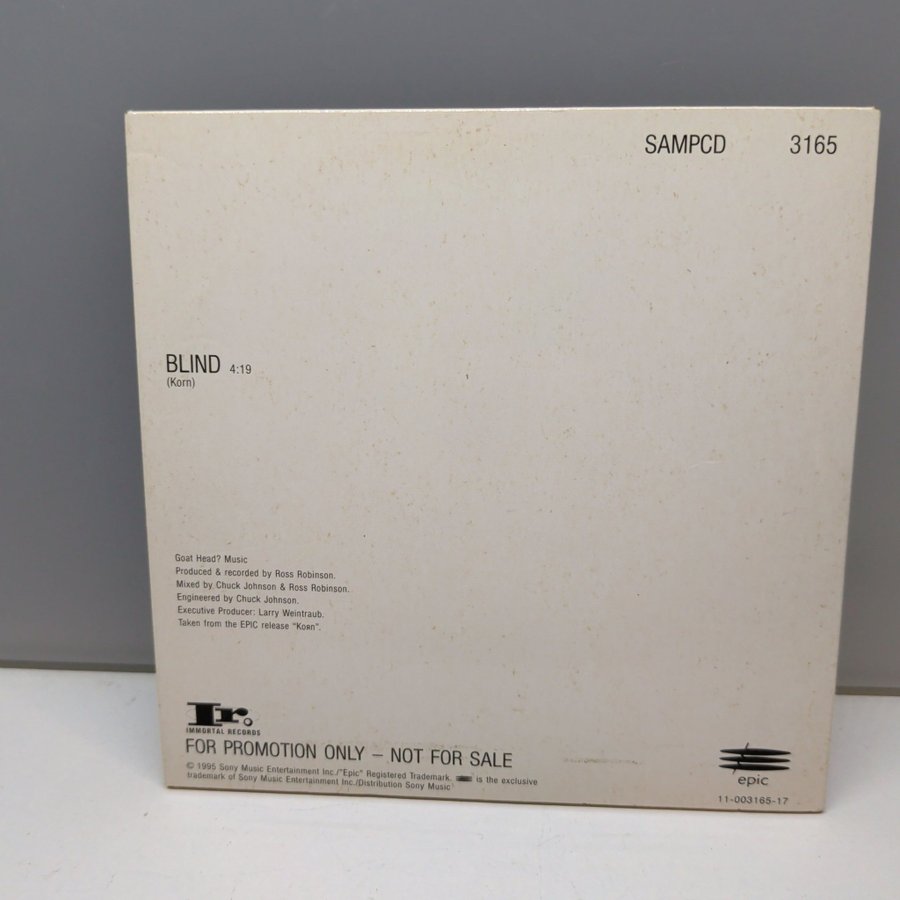 SAMPCD 3165
BLIND 4:19
(Korn)
Goat Head? Music
Produced & recorded by Ross Robinson.
Mixed by Chuck Johnson & Ross Robinson.
Engineered by Chuck Johnson.
Executive Producer: Larry Weintraub.
Taken from the EPIC release "Koяn".
Ir.
IMMORTAL RECORDS
FOR PROMOTION ONLY – NOT FOR SALE
© 1995 Sony Music Entertainment Inc./"Epic" Registered Trademark. is the exclusive
trademark of Sony Music Entertainment Inc./Distribution Sony Music
epic
11-003165-17